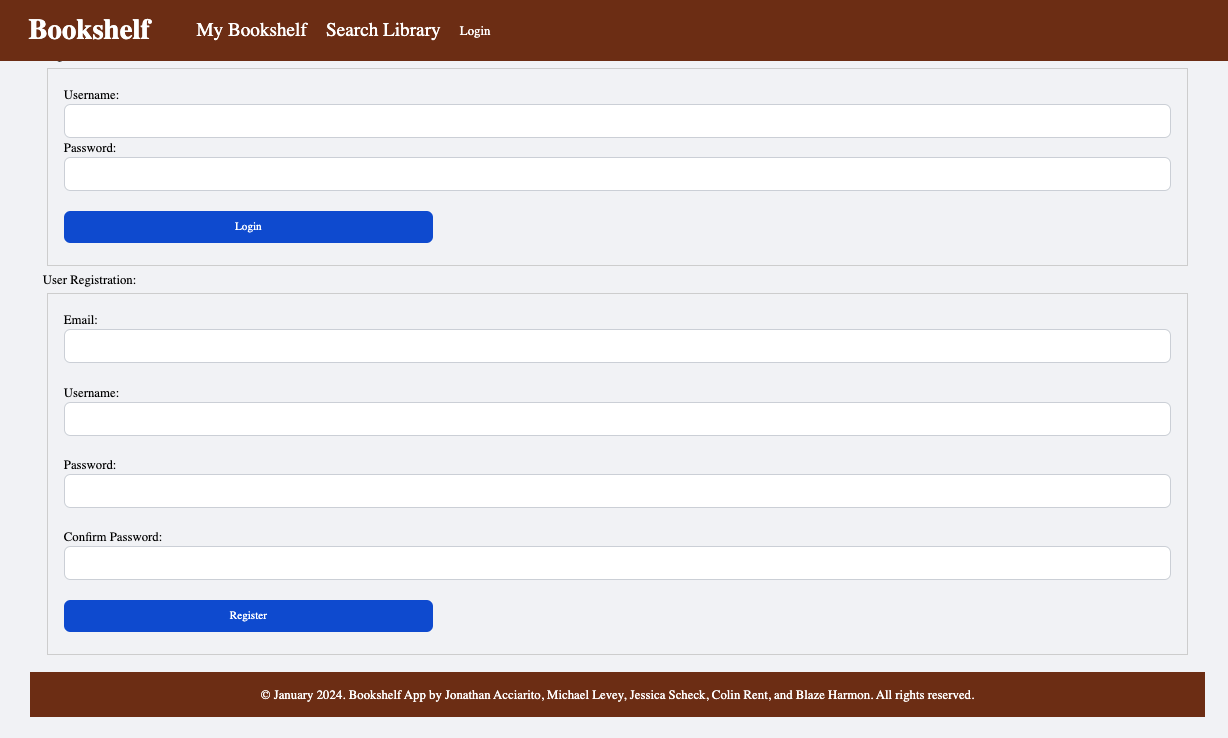 Bookshelf My Bookshelf Search Library Login
Username:
Password:
Login
User Registration:
Email:
Username:
Password:
Confirm Password:
Register
© January 2024. Bookshelf App by Jonathan Acciarito, Michael Levey, Jessica Scheck, Colin Rent, and Blaze Harmon. All rights reserved.